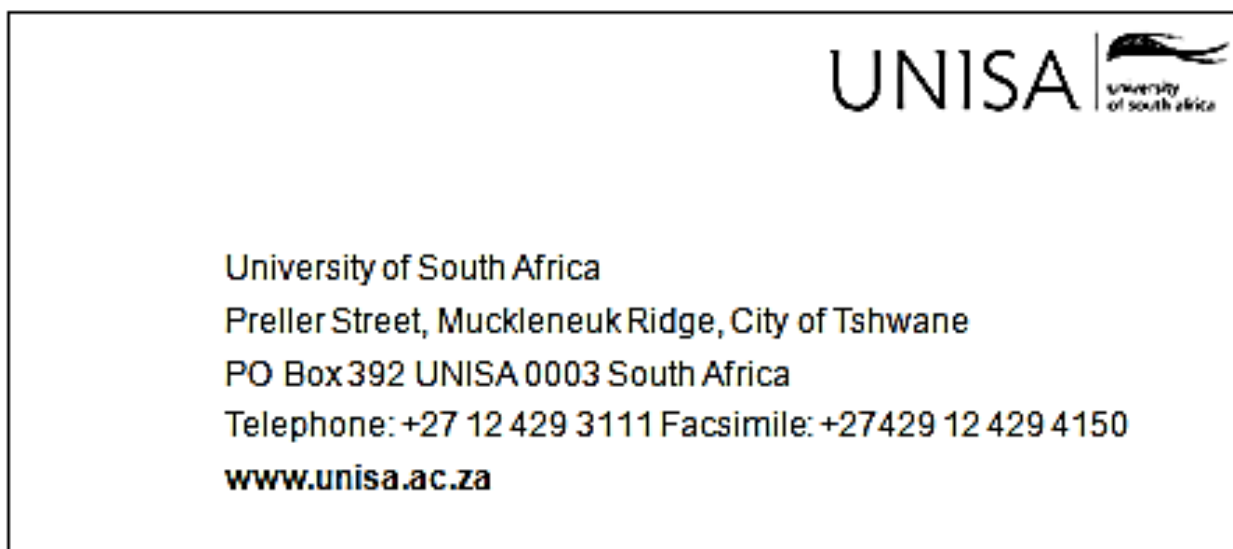 UNISA
university
of south africa
University of South Africa
Preller Street, Muckleneuk Ridge, City of Tshwane
PO Box 392 UNISA 0003 South Africa
Telephone: +27 12 429 3111 Facsimile: +27429 12 429 4150
www.unisa.ac.za